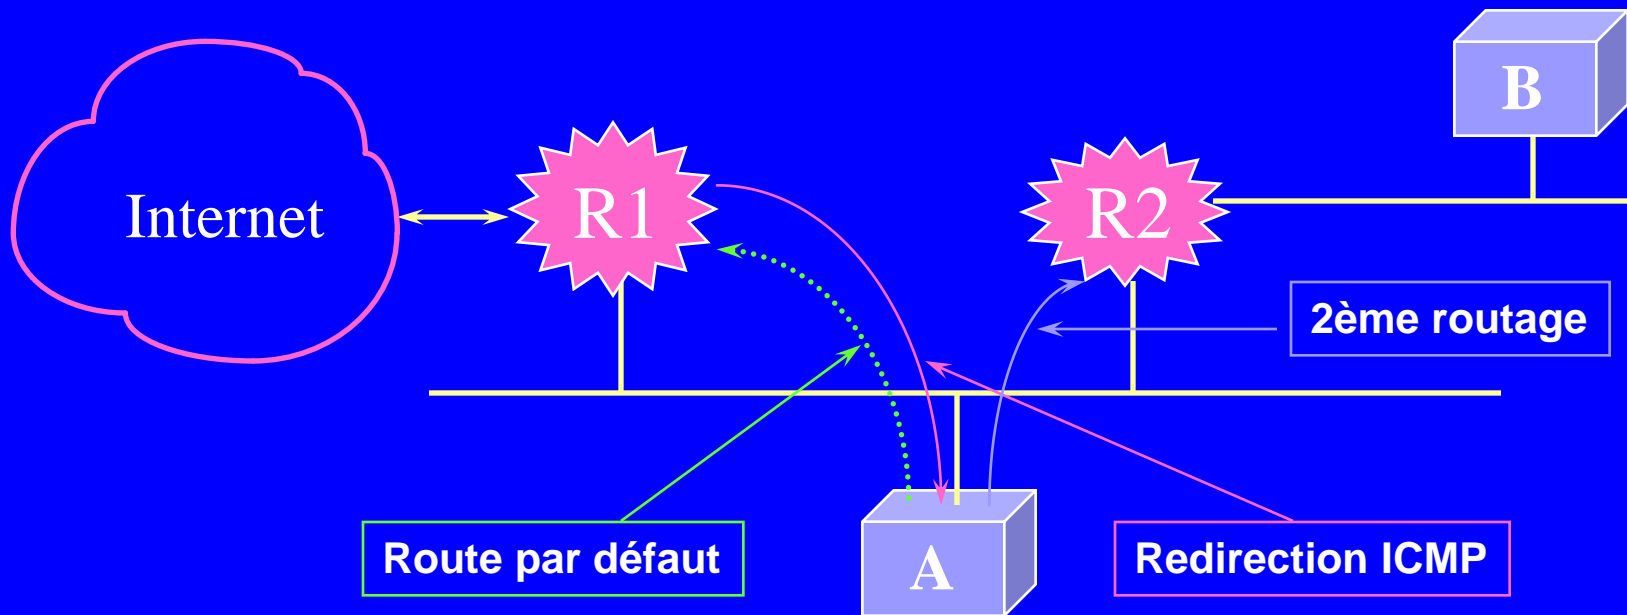 B
Internet
R1
R2
2ème routage
Route par défaut
A
Redirection ICMP